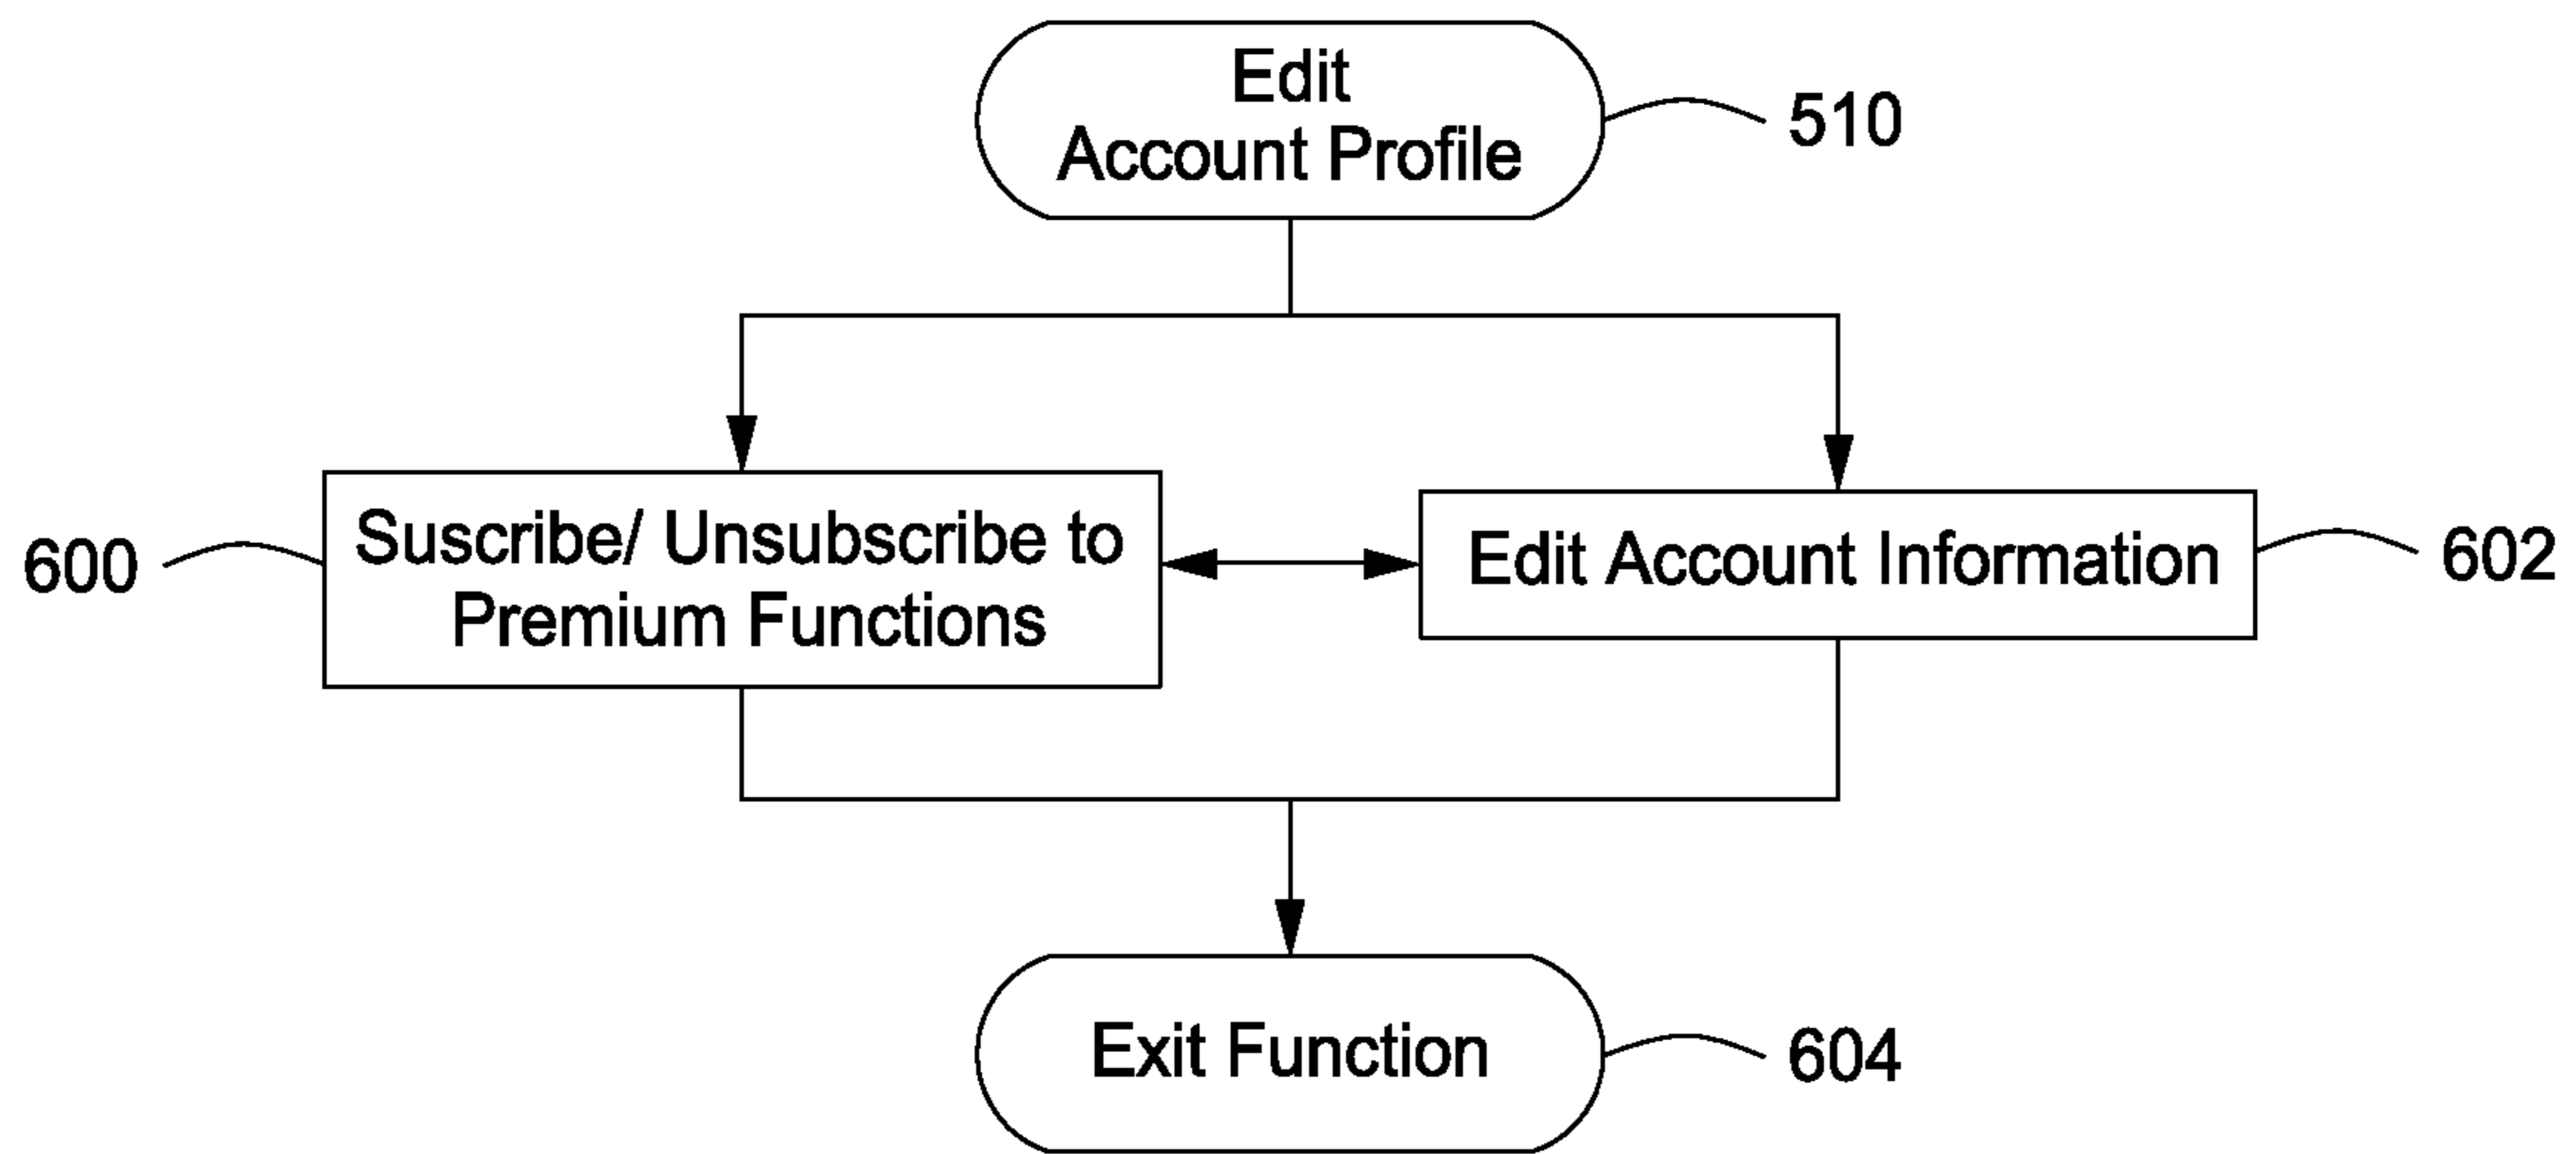 Edit
Account Profile
510
600
Suscribe/ Unsubscribe to
Premium Functions
Edit Account Information
602
Exit Function
604